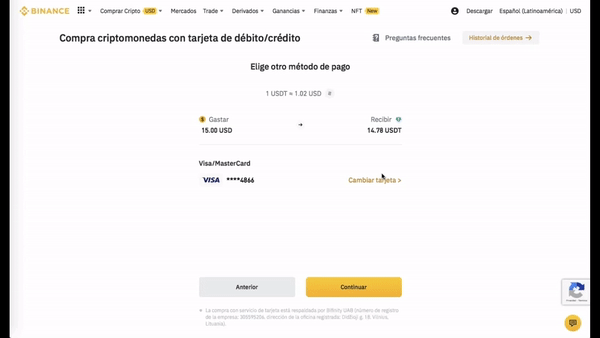 BINANCE
Comprar Cripto USD Mercados Trade Derivados Ganancias Finanzas NFT New
Descargar Español (Latinoamérica) | USD
Compra criptomonedas con tarjeta de débito/crédito
Preguntas frecuentes
Historial de órdenes →
Elige otro método de pago
1 USDT ≈ 1.02 USD
Gastar → Recibir
15.00 USD 14.78 USDT
Visa/MasterCard
VISA ****4866 Cambiar tarjeta >
Anterior Continuar
La compra con servicio de tarjeta está respaldada por Bifinity UAB (número de registro
de la empresa: dirección de la oficina registrada: g. 18, Vilnius,
Lituania)